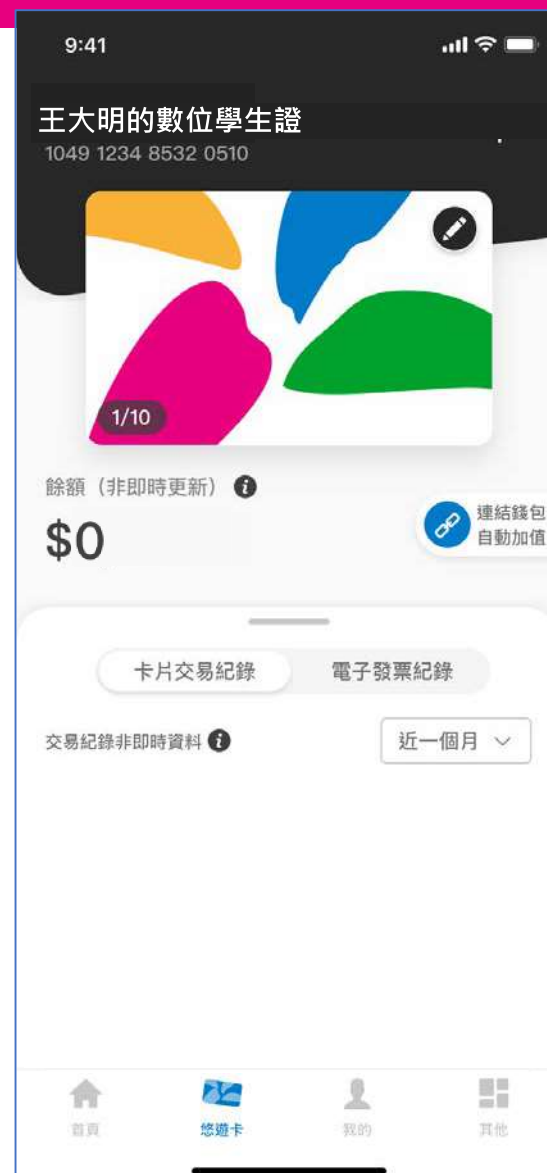 9:41
王大明的數位學生證
1049 1234 8532 0510
1/10
餘額（非即時更新）
$0
連結錢包
自動加值
卡片交易紀錄
電子發票紀錄
交易紀錄非即時資料
近一個月
首頁
悠遊卡
我的
其他